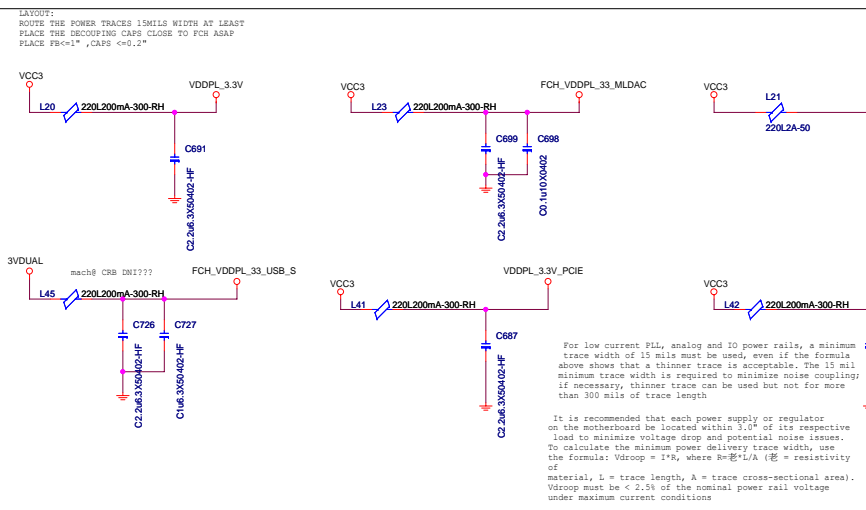 LAYOUT:
ROUTE THE POWER TRACES 15MILS WIDTH AT LEAST
PLACE THE DECOUPING CAPS CLOSE TO FCH ASAP
PLACE FB<=1" ,CAPS <=0.2"
VCC3
VDDPL_3.3V
L20
220L200mA-300-RH
C691
C2.2u6.3X50402-HF
VCC3
FCH_VDDPL_33_MLDAC
L23
220L200mA-300-RH
C699
C698
C2.2u6.3X50402-HF
C0.1u10X0402
VCC3
L21
220L2A-50
3VDUAL
mach@ CRB DNI???
FCH_VDDPL_33_USB_S
L45
220L200mA-300-RH
C726
C727
C2.2u6.3X50402-HF
C1u6.3X50402-HF
VCC3
VDDPL_3.3V_PCIE
L41
220L200mA-300-RH
C687
C2.2u6.3X50402-HF
VCC3
L42
220L200mA-300-RH
For low current PLL, analog and IO power rails, a minimum
trace width of 15 mils must be used, even if the formula
above shows that a thinner trace is acceptable. The 15 mil
minimum trace width is required to minimize noise coupling;
if necessary, thinner trace can be used but not for more
than 300 mils of trace length
It is recommended that each power supply or regulator
on the motherboard be located within 3.0" of its respective
load to minimize voltage drop and potential noise issues.
To calculate the minimum power delivery trace width, use
the formula: Vdroop = I*R, where R=老*L/A (老 = resistivity
of
material, L = trace length, A = trace cross-sectional area).
Vdroop must be < 2.5% of the nominal power rail voltage
under maximum current conditions